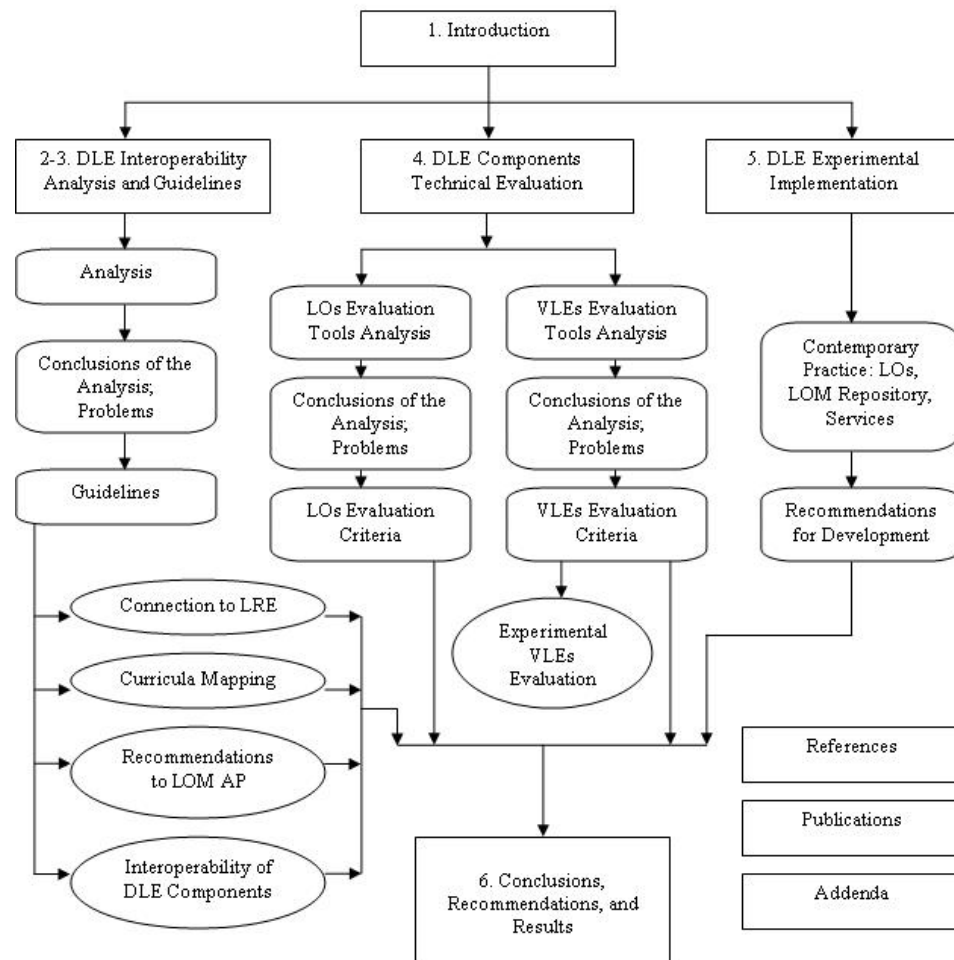 1. Introduction
2-3. DLE Interoperability
Analysis and Guidelines
4. DLE Components
Technical Evaluation
5. DLE Experimental
Implementation
Analysis
Conclusions of the
Analysis;
Problems
Guidelines
Connection to LRE
Curricula Mapping
Recommendations
to LOM AP
Interoperability of
DLE Components
LOs Evaluation
Tools Analysis
Conclusions of the
Analysis;
Problems
LOs Evaluation
Criteria
VLEs Evaluation
Tools Analysis
Conclusions of the
Analysis;
Problems
VLEs Evaluation
Criteria
Experimental
VLEs
Evaluation
Contemporary
Practice: LOs,
LOM Repository,
Services
Recommendations
for Development
6. Conclusions,
Recommendations, and
Results
References
Publications
Addenda